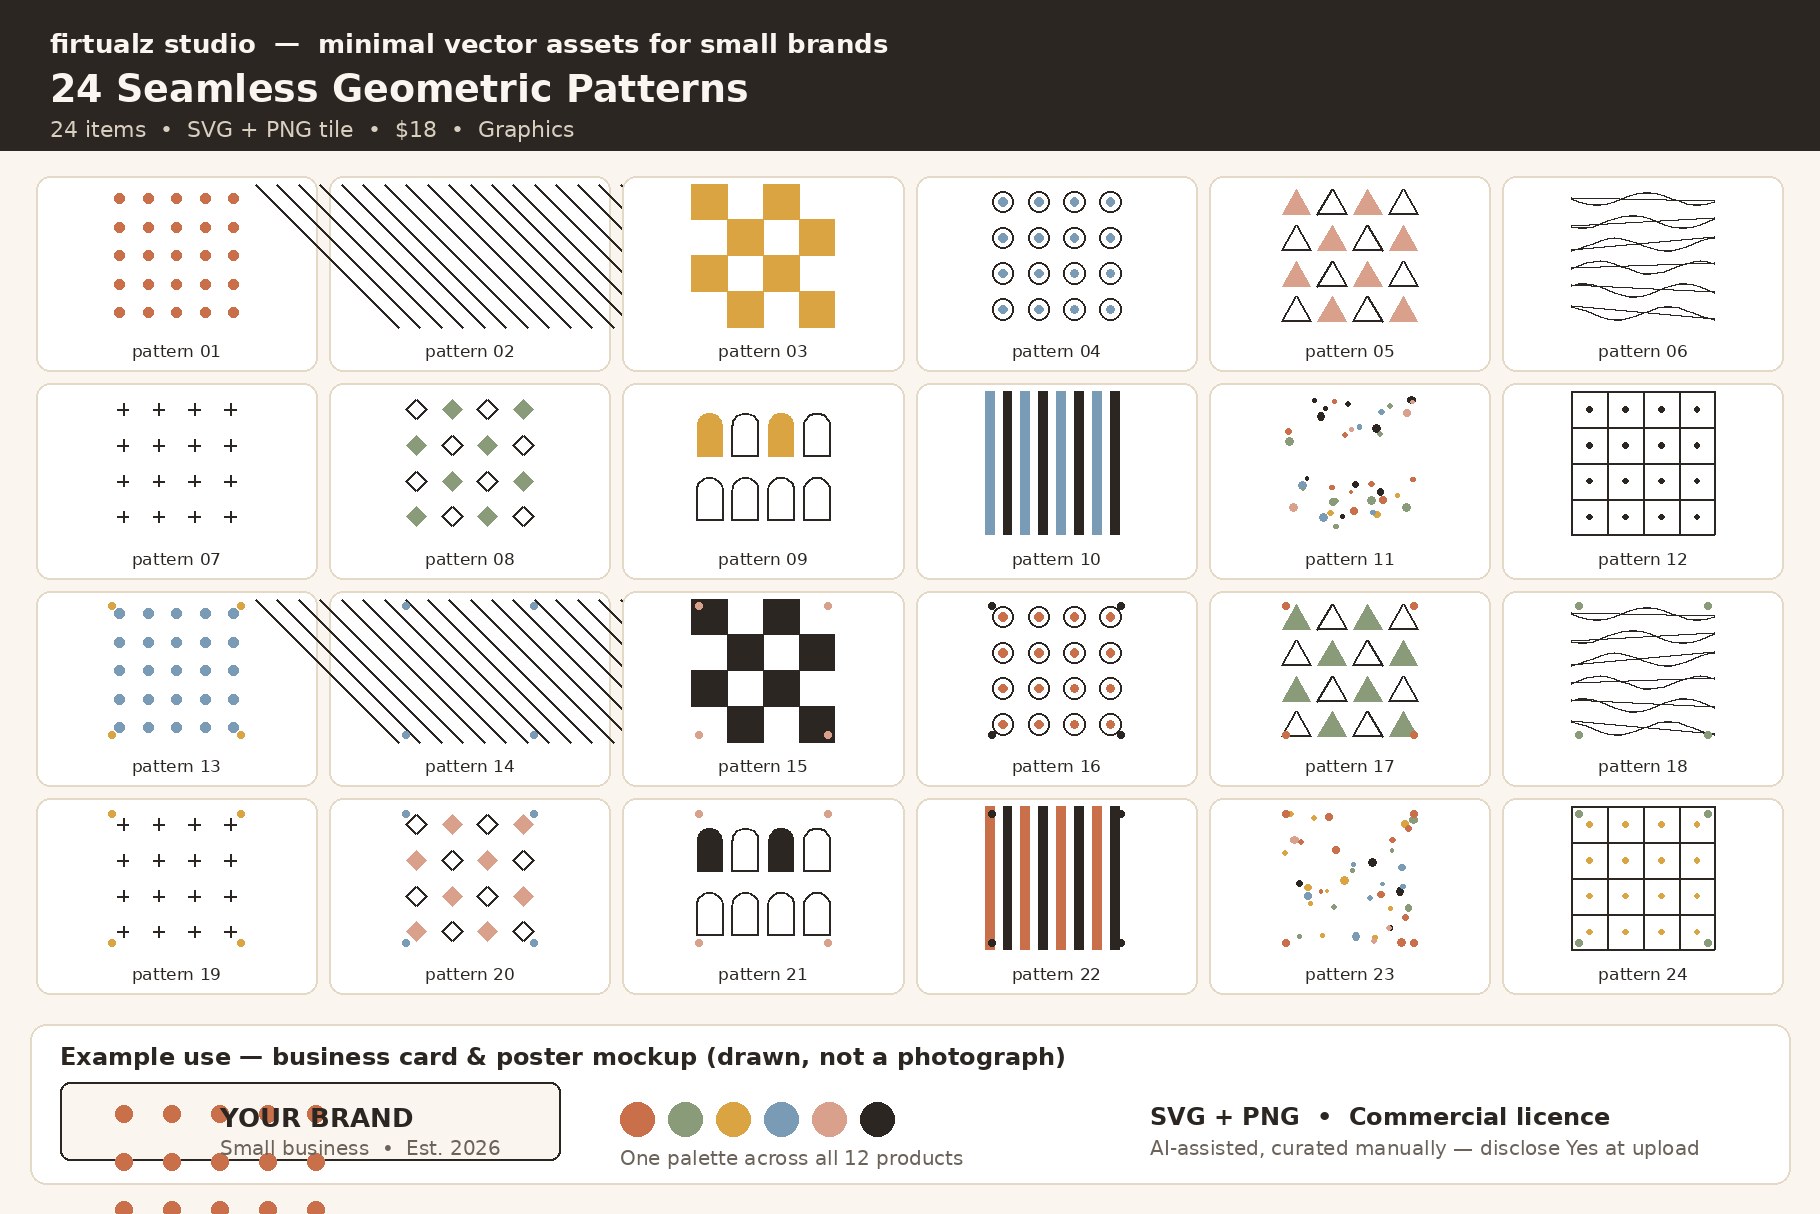 firtualz studio — minimal vector assets for small brands
24 Seamless Geometric Patterns
24 items • SVG + PNG tile • $18 • Graphics
pattern 01
pattern 02
pattern 03
pattern 04
pattern 05
pattern 06
pattern 07
pattern 08
pattern 09
pattern 10
pattern 11
pattern 12
pattern 13
pattern 14
pattern 15
pattern 16
pattern 17
pattern 18
pattern 19
pattern 20
pattern 21
pattern 22
pattern 23
pattern 24
Example use — business card & poster mockup (drawn, not a photograph)
YOUR BRAND
Small business • Est. 2026
One palette across all 12 products
SVG + PNG • Commercial licence
AI-assisted, curated manually — disclose Yes at upload